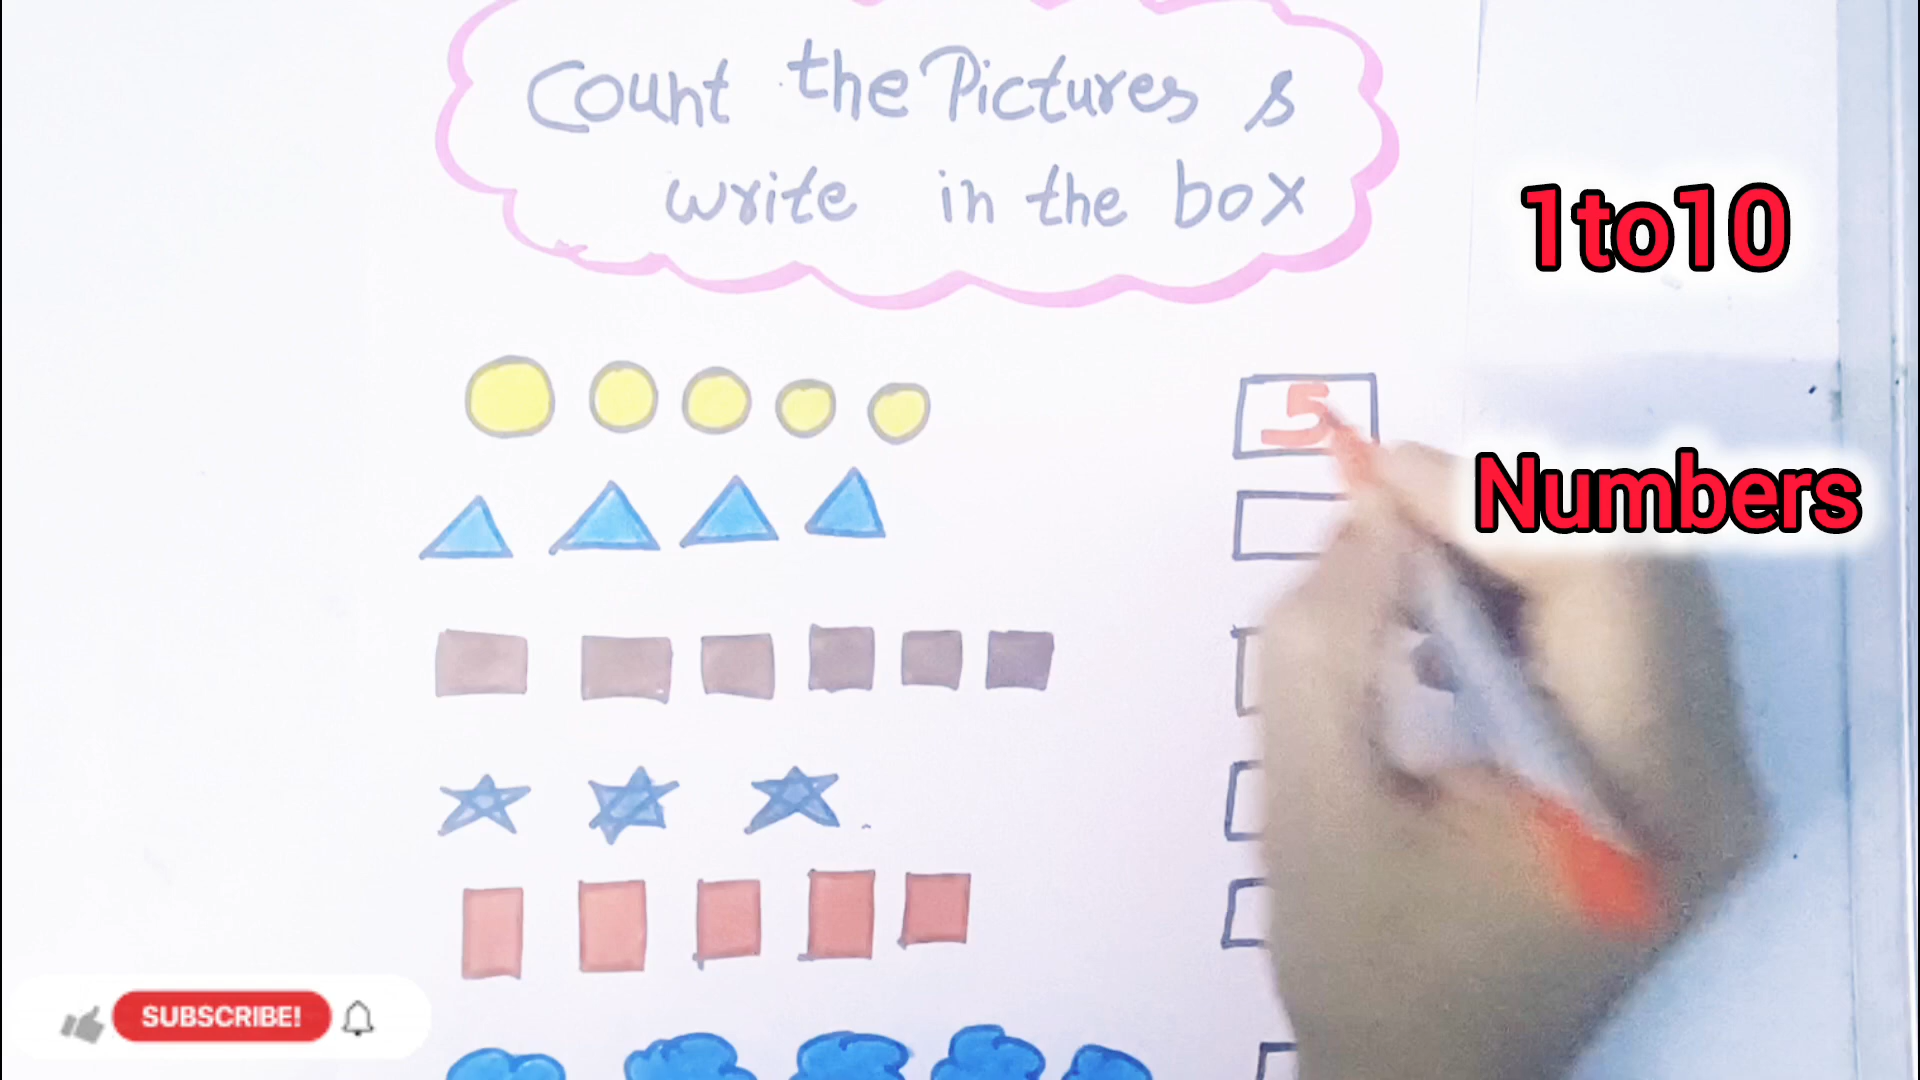 Count the Pictures s
write in the box
1to10
Numbers
5
SUBSCRIBE!